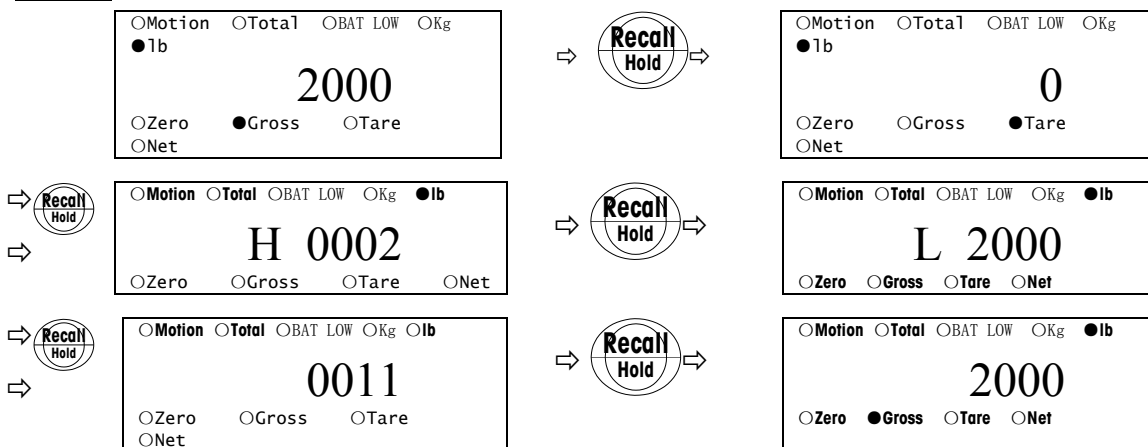 ○Motion ○Total ○BAT LOW ○Kg
●lb
2000
○Zero ●Gross ○Tare
○Net
⇨ Recall
Hold ⇨
○Motion ○Total ○BAT LOW ○Kg
●lb
0
○Zero ○Gross ●Tare
○Net
⇨ Recall
Hold
⇨
○Motion ○Total ○BAT LOW ○Kg ●lb
H 0002
○Zero ○Gross ○Tare ○Net
⇨ Recall
Hold ⇨
○Motion ○Total ○BAT LOW ○Kg ●lb
L 2000
○Zero ○Gross ○Tare ○Net
⇨ Recall
Hold
⇨
○Motion ○Total ○BAT LOW ○Kg ○lb
0011
○Zero ○Gross ○Tare
○Net
⇨ Recall
Hold ⇨
○Motion ○Total ○BAT LOW ○Kg ●lb
2000
○Zero ●Gross ○Tare ○Net